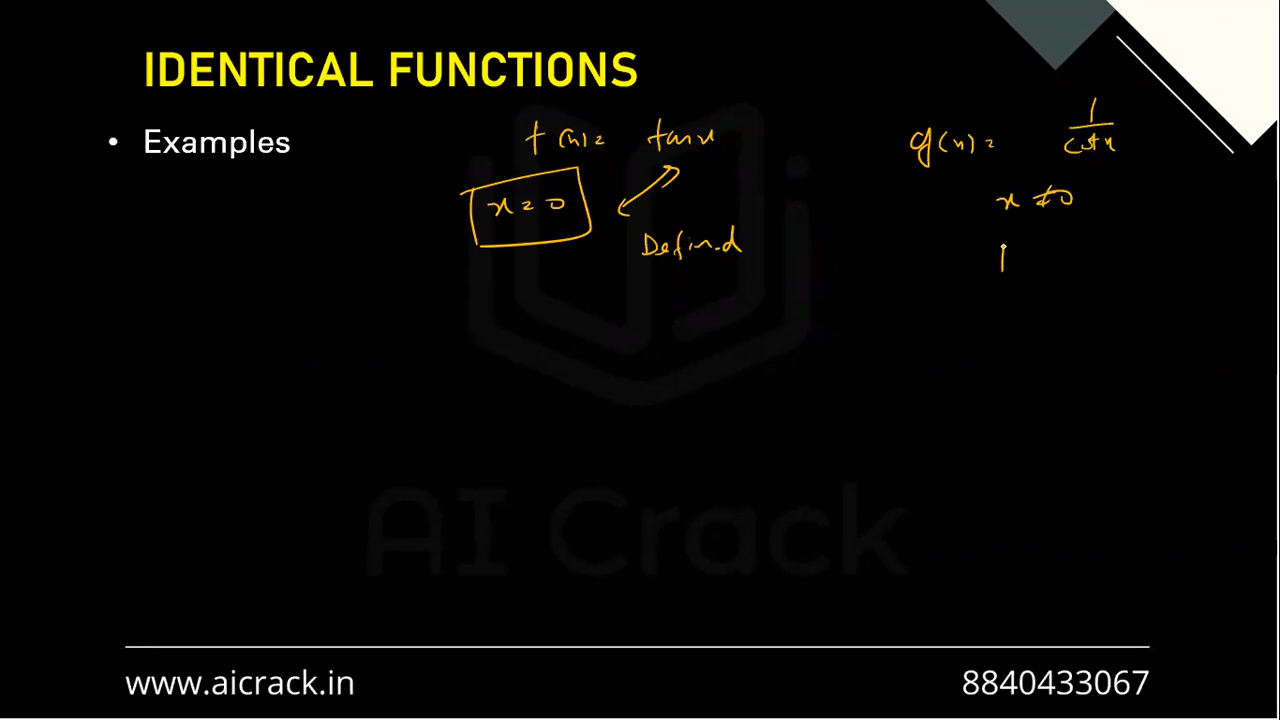 IDENTICAL FUNCTIONS
• Examples
f(x) = tan x
g(x) = 1/cot x
x = 0
x ≠ 0
Defined
AI Crack
www.aicrack.in
8840433067